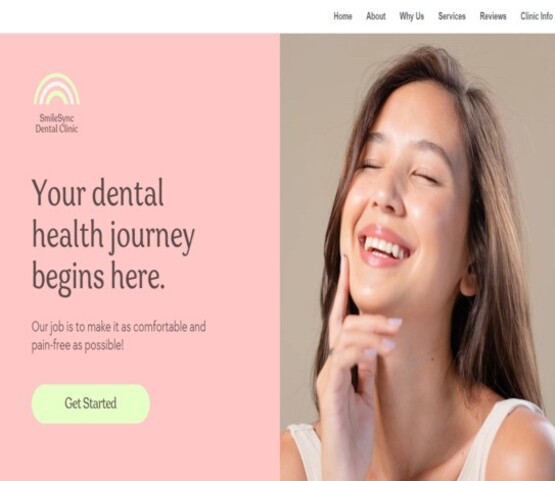 Home About Why Us Services Reviews Clinic Info
SmileSync
Dental Clinic
Your dental
health journey
begins here.
Our job is to make it as comfortable and
pain-free as possible!
Get Started